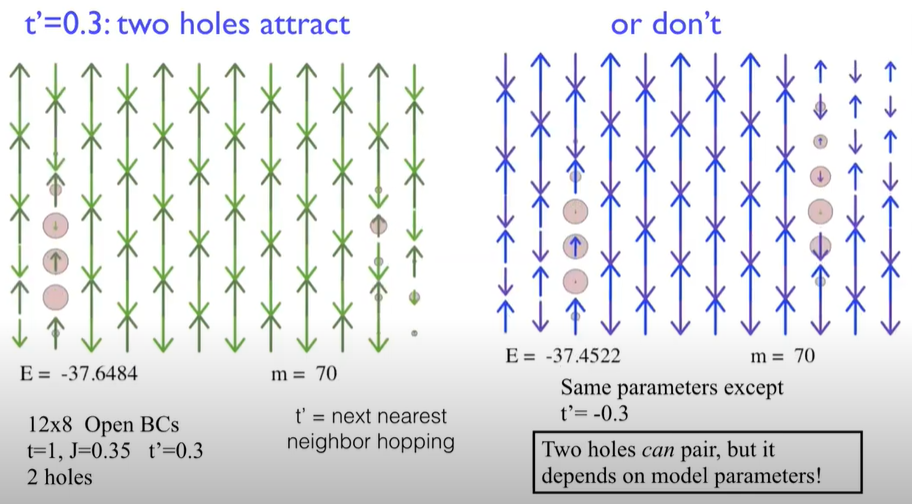 t'=0.3: two holes attract
or don't
E = -37.6484
m = 70
12x8 Open BCs
t=1, J=0.35 t'=0.3
2 holes
t' = next nearest
neighbor hopping
E = -37.4522
m = 70
Same parameters except
t'= -0.3
Two holes can pair, but it
depends on model parameters!